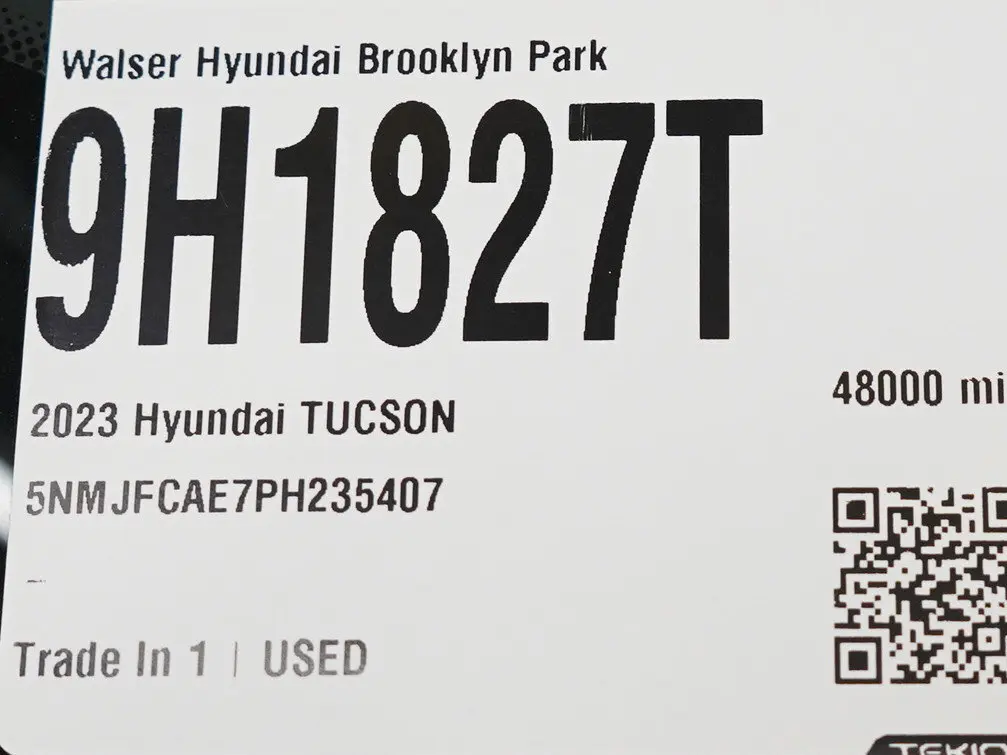 Walser Hyundai Brooklyn Park
9H1827T
48000 mi
2023 Hyundai TUCSON
5NMJFCAE7PH235407
–
Trade In 1 | USED